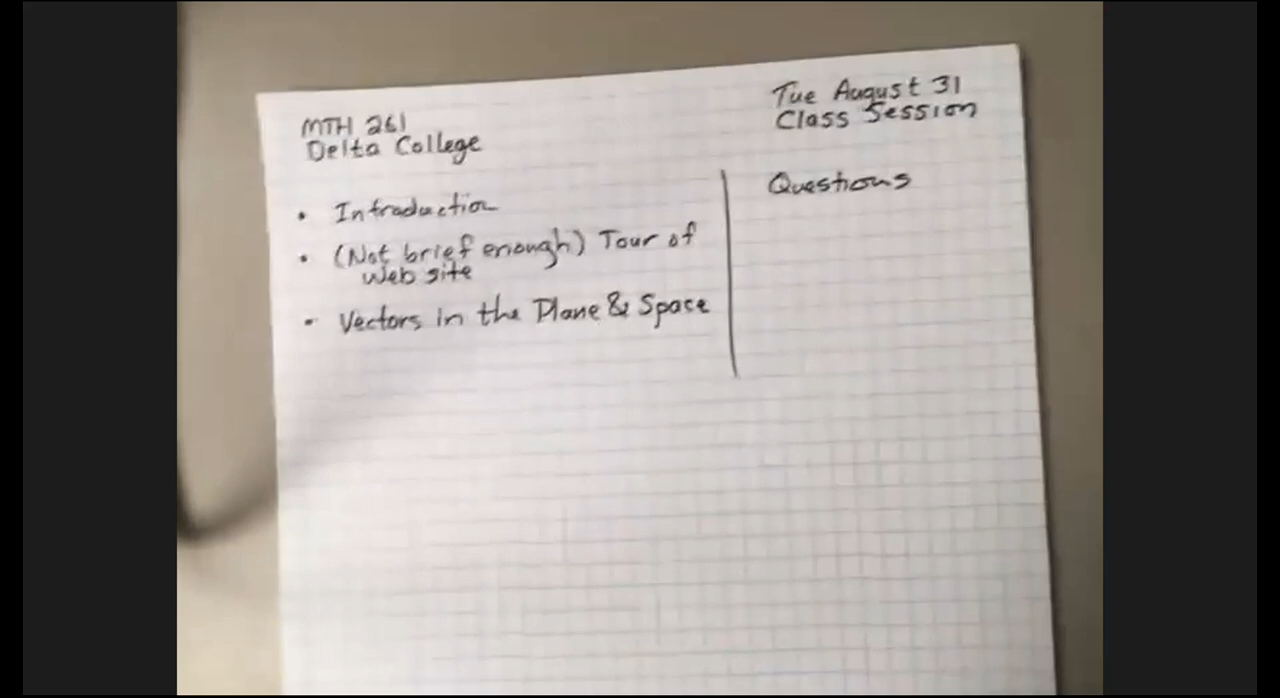 MTH 261
Delta College
Tue August 31
Class Session
• Introduction
• (Not brief enough) Tour of
Web site
• Vectors in the Plane & Space
Questions